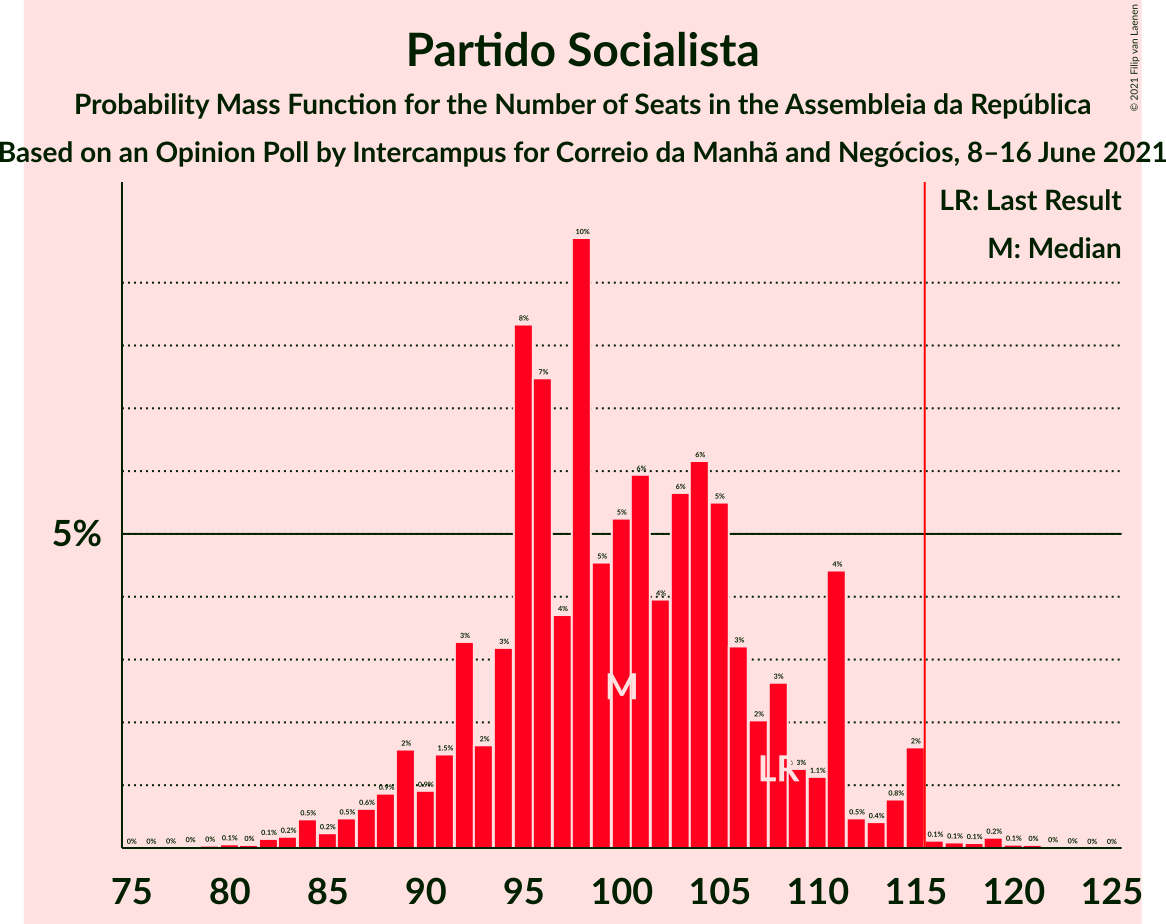 Partido Socialista
© 2021 Filip van Laenen
Probability Mass Function for the Number of Seats in the Assembleia da República
Based on an Opinion Poll by Intercampus for Correio da Manhã and Negócios, 8–16 June 2021
LR: Last Result
M: Median
5%
0% 0% 0% 0% 0% 0.1% 0% 0.1% 0.2% 0.5% 0.2% 0.5% 0.6% 0.9% 2% 0.9% 1.5% 3% 2% 3% 8% 7% 4% 10% 5% 5% 6% 4% 6% 6% 5% 3% 2% 3% 3% 1.1% 4% 0.5% 0.4% 0.8% 2% 0.1% 0.1% 0.1% 0.2% 0.1% 0% 0% 0% 0% 0%
M
LR
75 80 85 90 95 100 105 110 115 120 125